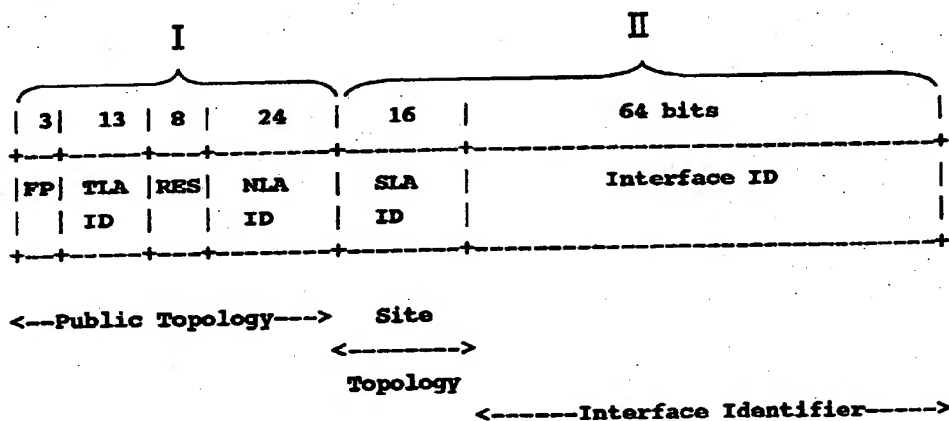 I II
| 3| 13 | 8 | 24 | 16 | 64 bits |
+--+-----+---+--------+--------+--------------------------------+
|FP| TLA |RES| NLA | SLA | Interface ID |
| | ID | | ID | ID | |
+--+-----+---+--------+--------+--------------------------------+
<--Public Topology---> Site
<-------->
Topology
<------Interface Identifier----->